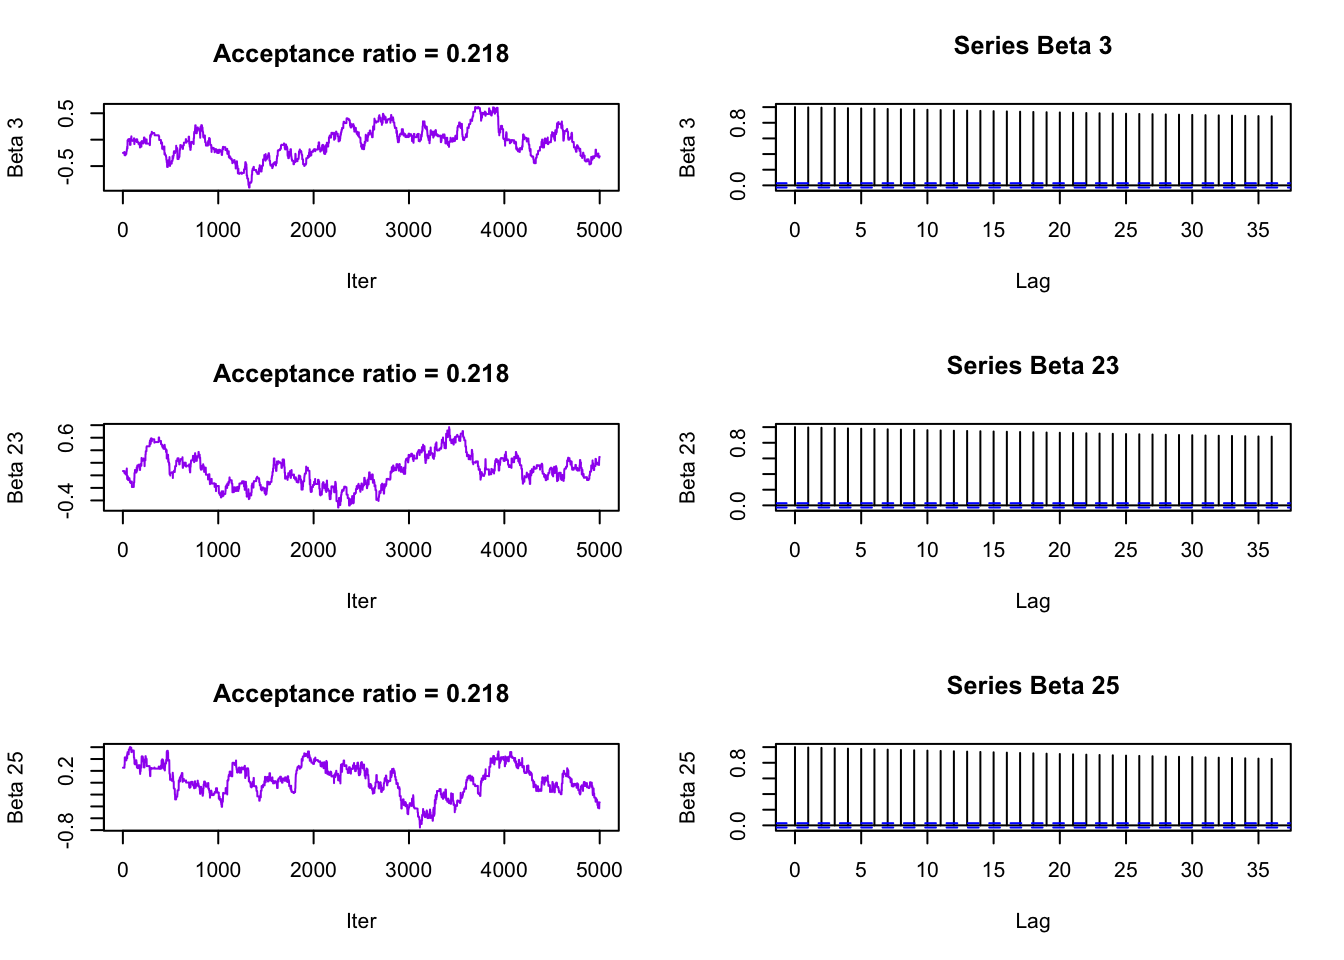 Acceptance ratio = 0.218
Beta 3
0.5
-0.5
0 1000 2000 3000 4000 5000
Iter
Series Beta 3
Beta 3
0.8
0.0
0 5 10 15 20 25 30 35
Lag
Acceptance ratio = 0.218
Beta 23
0.6
-0.4
0 1000 2000 3000 4000 5000
Iter
Series Beta 23
Beta 23
0.8
0.0
0 5 10 15 20 25 30 35
Lag
Acceptance ratio = 0.218
Beta 25
0.2
-0.8
0 1000 2000 3000 4000 5000
Iter
Series Beta 25
Beta 25
0.8
0.0
0 5 10 15 20 25 30 35
Lag